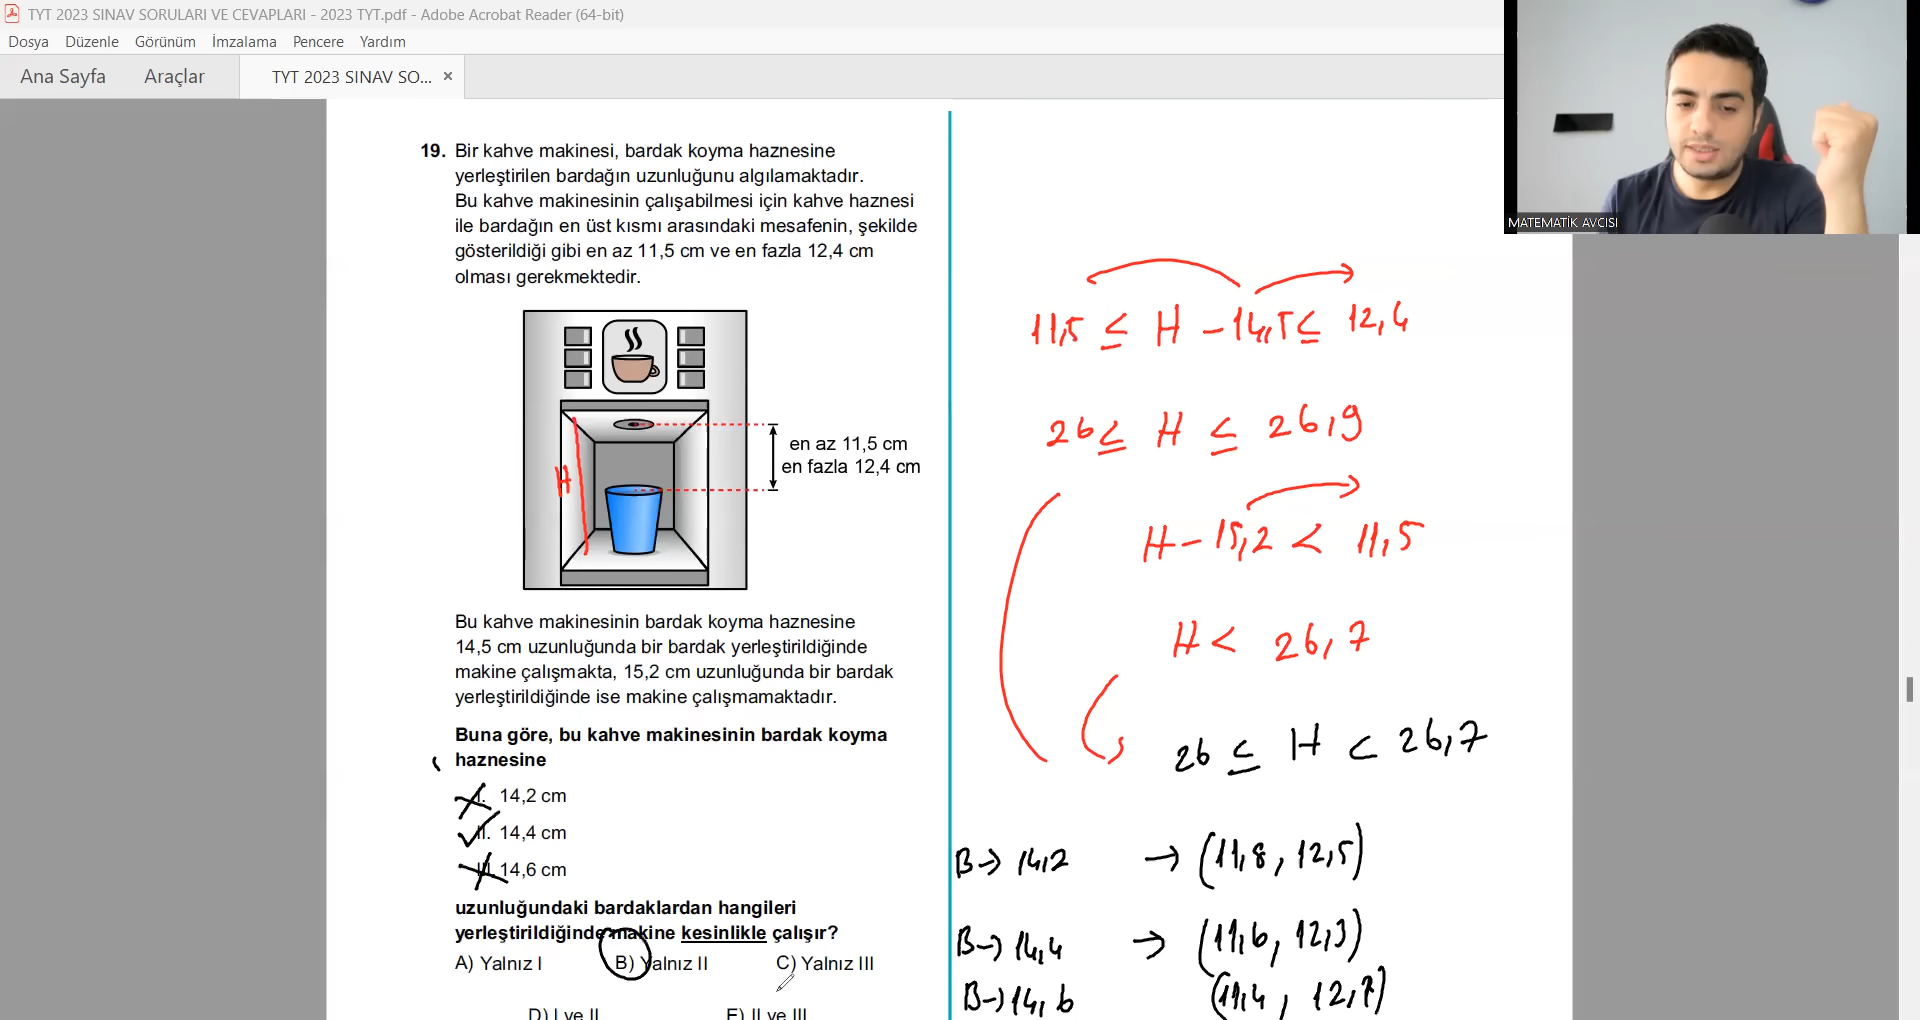 TYT 2023 SINAV SORULARI VE CEVAPLARI - 2023 TYT.pdf - Adobe Acrobat Reader (64-bit)
Dosya Düzenle Görünüm İmzalama Pencere Yardım
Ana Sayfa Araçlar TYT 2023 SINAV SO... ×
MATEMATİK AVCISI
19. Bir kahve makinesi, bardak koyma haznesine
yerleştirilen bardağın uzunluğunu algılamaktadır.
Bu kahve makinesinin çalışabilmesi için kahve haznesi
ile bardağın en üst kısmı arasındaki mesafenin, şekilde
gösterildiği gibi en az 11,5 cm ve en fazla 12,4 cm
olması gerekmektedir.
en az 11,5 cm
en fazla 12,4 cm
H
Bu kahve makinesinin bardak koyma haznesine
14,5 cm uzunluğunda bir bardak yerleştirildiğinde
makine çalışmakta, 15,2 cm uzunluğunda bir bardak
yerleştirildiğinde ise makine çalışmamaktadır.
Buna göre, bu kahve makinesinin bardak koyma
haznesine
I. 14,2 cm
II. 14,4 cm
III. 14,6 cm
uzunluğundaki bardaklardan hangileri
yerleştirildiğinde makine kesinlikle çalışır?
A) Yalnız I B) Yalnız II C) Yalnız III
D) I ve II E) II ve III
11,5 ≤ H - 14,5 ≤ 12,4
26 ≤ H ≤ 26,9
H - 15,2 < 11,5
H < 26,7
26 ≤ H < 26,7
B → 14,2 → (11,8 , 12,5)
B → 14,4 → (11,6 , 12,3)
B → 14,6 (11,4 ,